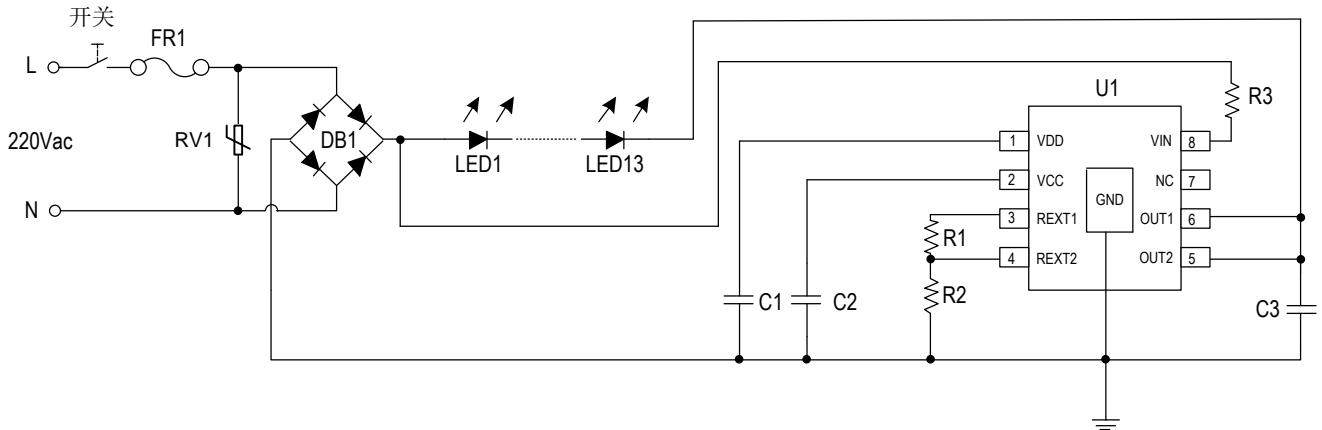 开关
FR1
L
220Vac
RV1
DB1
N
LED1
LED13
U1
R3
1 VDD
VIN 8
2 VCC
NC 7
GND
3 REXT1
OUT1 6
4 REXT2
OUT2 5
R1
R2
C1
C2
C3